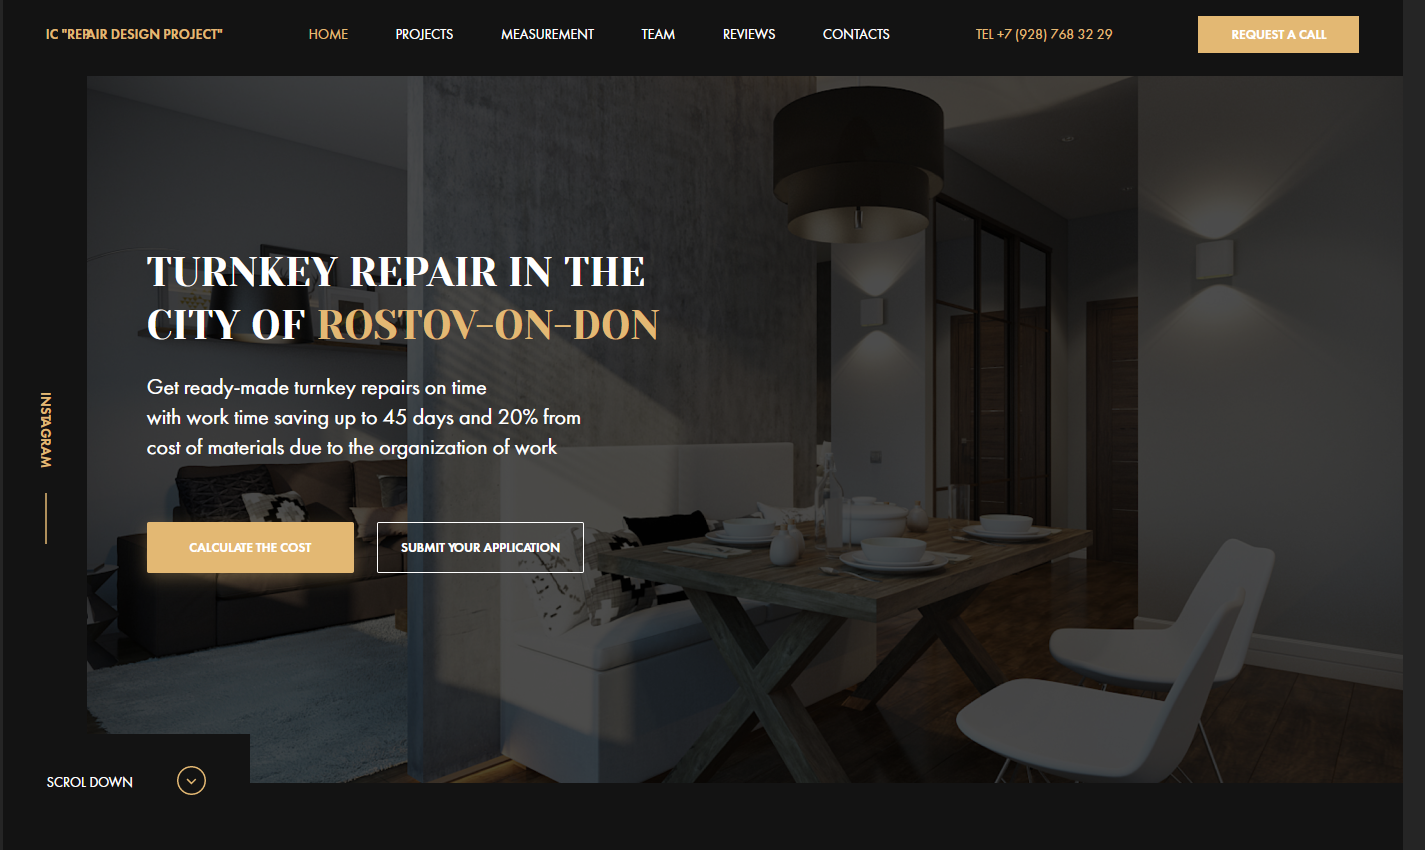 IC "REPAIR DESIGN PROJECT"
HOME
PROJECTS
MEASUREMENT
TEAM
REVIEWS
CONTACTS
TEL +7 (928) 768 32 29
REQUEST A CALL
TURNKEY REPAIR IN THE
CITY OF ROSTOV-ON-DON
Get ready-made turnkey repairs on time
with work time saving up to 45 days and 20% from
cost of materials due to the organization of work
INSTAGRAM
CALCULATE THE COST
SUBMIT YOUR APPLICATION
SCROL DOWN